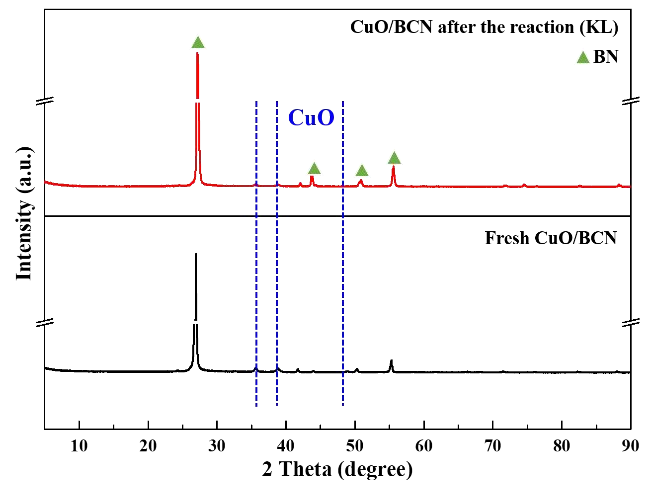 CuO/BCN after the reaction (KL)
BN
CuO
Fresh CuO/BCN
Intensity (a.u.)
10 20 30 40 50 60 70 80 90
2 Theta (degree)